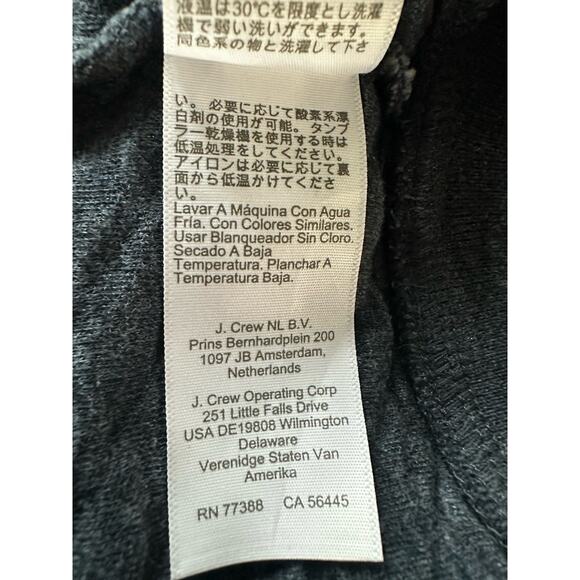 液温は30℃を限度とし洗濯
機で弱い洗いができます。
同色系の物と洗濯して下さ
い。必要に応じて酸素系漂
白剤の使用が可能。タンブ
ラー乾燥機を使用する時は
低温処理をしてください。
アイロンは必要に応じて裏
面から低温かけてくださ
い。
Lavar A Máquina Con Agua
Fría. Con Colores Similares.
Usar Blanqueador Sin Cloro.
Secado A Baja
Temperatura. Planchar A
Temperatura Baja.
J. Crew NL B.V.
Prins Bernhardplein 200
1097 JB Amsterdam,
Netherlands
J. Crew Operating Corp
251 Little Falls Drive
USA DE19808 Wilmington
Delaware
Verenidge Staten Van
Amerika
RN 77388 CA 56445